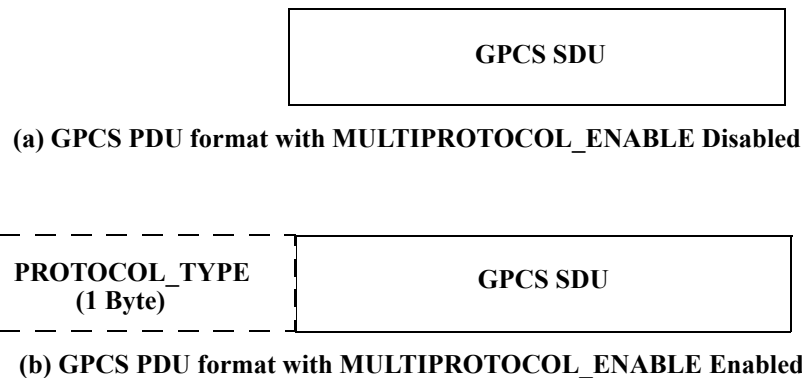 GPCS SDU
(a) GPCS PDU format with MULTIPROTOCOL_ENABLE Disabled
PROTOCOL_TYPE
(1 Byte)
GPCS SDU
(b) GPCS PDU format with MULTIPROTOCOL_ENABLE Enabled